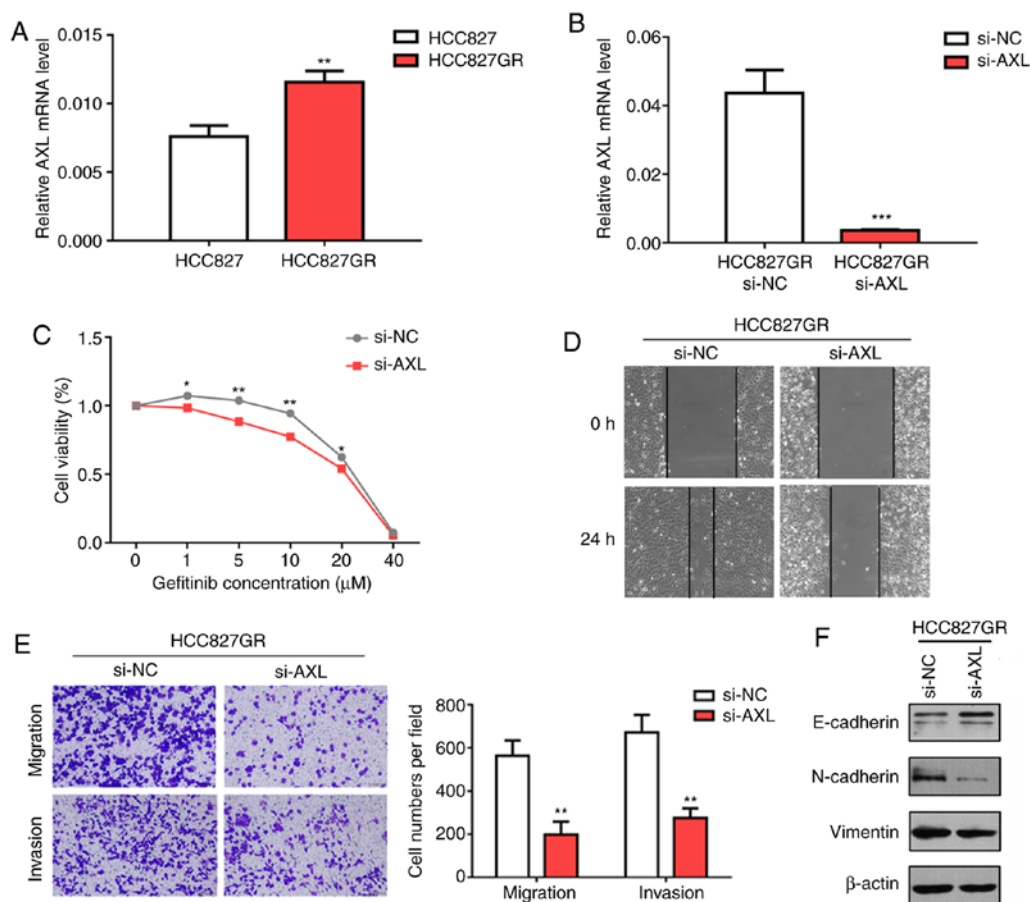 A
Relative AXL mRNA level
0.015
0.010
0.005
0.000
**
HCC827
HCC827GR
HCC827
HCC827GR
B
Relative AXL mRNA level
0.06
0.04
0.02
0.00
***
si-NC
si-AXL
HCC827GR
si-NC
HCC827GR
si-AXL
C
Cell viability (%)
1.5
1.0
0.5
0.0
* ** ** *
si-NC
si-AXL
0 1 5 10 20 40
Gefitinib concentration (μM)
D
HCC827GR
si-NC si-AXL
0 h
24 h
E
HCC827GR
si-NC si-AXL
Migration
Invasion
Cell numbers per field
800
600
400
200
0
** **
si-NC
si-AXL
Migration Invasion
F
HCC827GR
si-NC si-AXL
E-cadherin
N-cadherin
Vimentin
β-actin